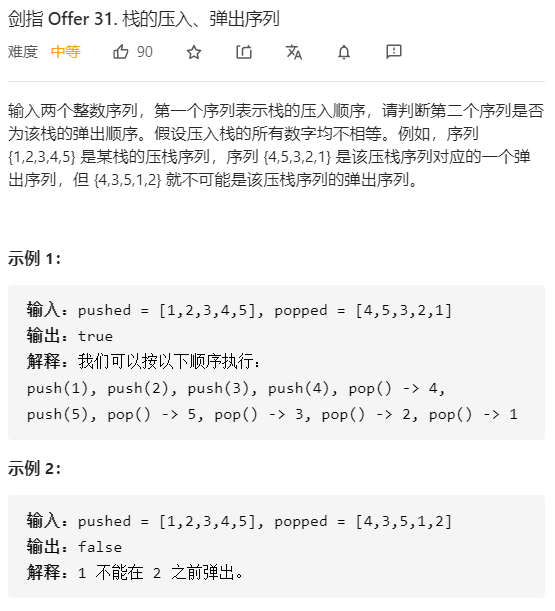 剑指 Offer 31. 栈的压入、弹出序列
难度 中等 90
输入两个整数序列，第一个序列表示栈的压入顺序，请判断第二个序列是否
为该栈的弹出顺序。假设压入栈的所有数字均不相等。例如，序列
{1,2,3,4,5} 是某栈的压栈序列，序列 {4,5,3,2,1} 是该压栈序列对应的一个弹
出序列，但 {4,3,5,1,2} 就不可能是该压栈序列的弹出序列。
示例 1：
输入：pushed = [1,2,3,4,5], popped = [4,5,3,2,1]
输出：true
解释：我们可以按以下顺序执行：
push(1), push(2), push(3), push(4), pop() -> 4,
push(5), pop() -> 5, pop() -> 3, pop() -> 2, pop() -> 1
示例 2：
输入：pushed = [1,2,3,4,5], popped = [4,3,5,1,2]
输出：false
解释：1 不能在 2 之前弹出。